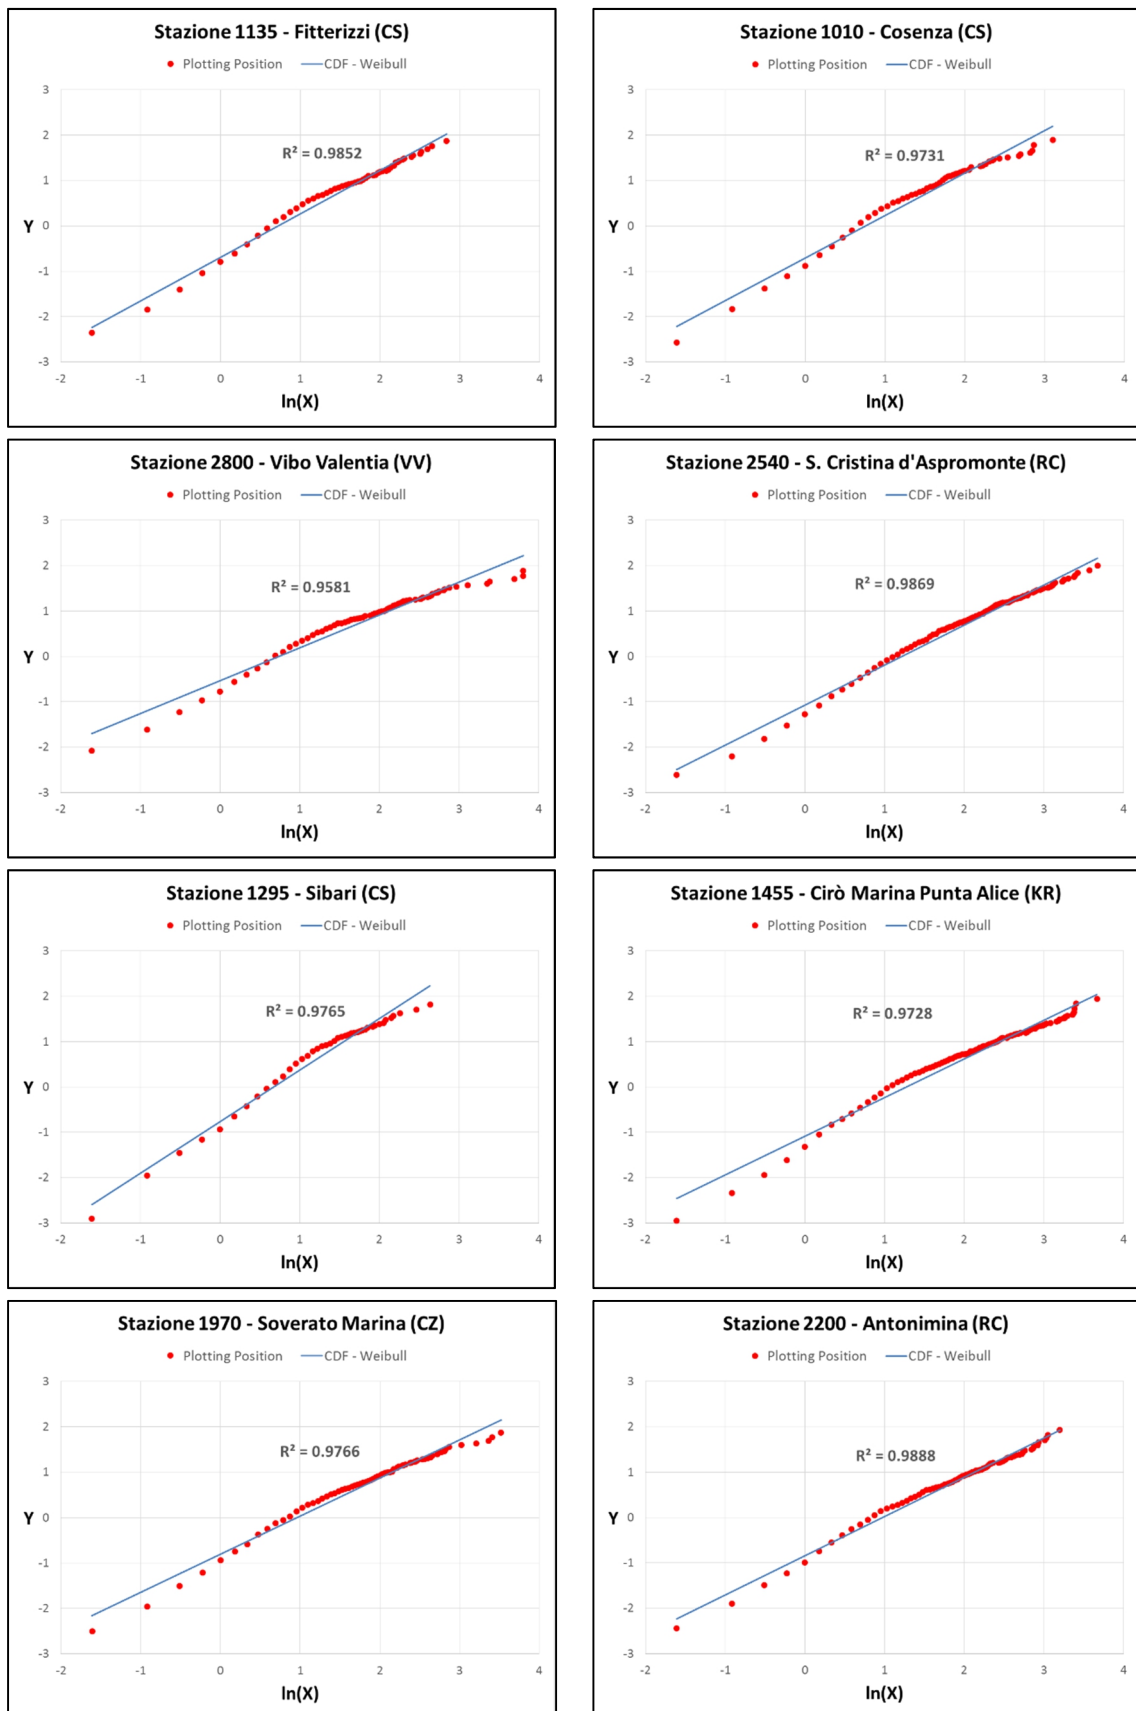 Stazione 1135 - Fitterizzi (CS)
Plotting Position CDF - Weibull
3
2
1
0
-1
-2
-3
Y
R² = 0.9852
-2 -1 0 1 2 3 4
ln(X)
Stazione 1010 - Cosenza (CS)
Plotting Position CDF - Weibull
3
2
1
0
-1
-2
-3
Y
R² = 0.9731
-2 -1 0 1 2 3 4
ln(X)
Stazione 2800 - Vibo Valentia (VV)
Plotting Position CDF - Weibull
3
2
1
0
-1
-2
-3
Y
R² = 0.9581
-2 -1 0 1 2 3 4
ln(X)
Stazione 2540 - S. Cristina d'Aspromonte (RC)
Plotting Position CDF - Weibull
3
2
1
0
-1
-2
-3
Y
R² = 0.9869
-2 -1 0 1 2 3 4
ln(X)
Stazione 1295 - Sibari (CS)
Plotting Position CDF - Weibull
3
2
1
0
-1
-2
-3
Y
R² = 0.9765
-2 -1 0 1 2 3 4
ln(X)
Stazione 1455 - Cirò Marina Punta Alice (KR)
Plotting Position CDF - Weibull
3
2
1
0
-1
-2
-3
Y
R² = 0.9728
-2 -1 0 1 2 3 4
ln(X)
Stazione 1970 - Soverato Marina (CZ)
Plotting Position CDF - Weibull
3
2
1
0
-1
-2
-3
Y
R² = 0.9766
-2 -1 0 1 2 3 4
ln(X)
Stazione 2200 - Antonimina (RC)
Plotting Position CDF - Weibull
3
2
1
0
-1
-2
-3
Y
R² = 0.9888
-2 -1 0 1 2 3 4
ln(X)